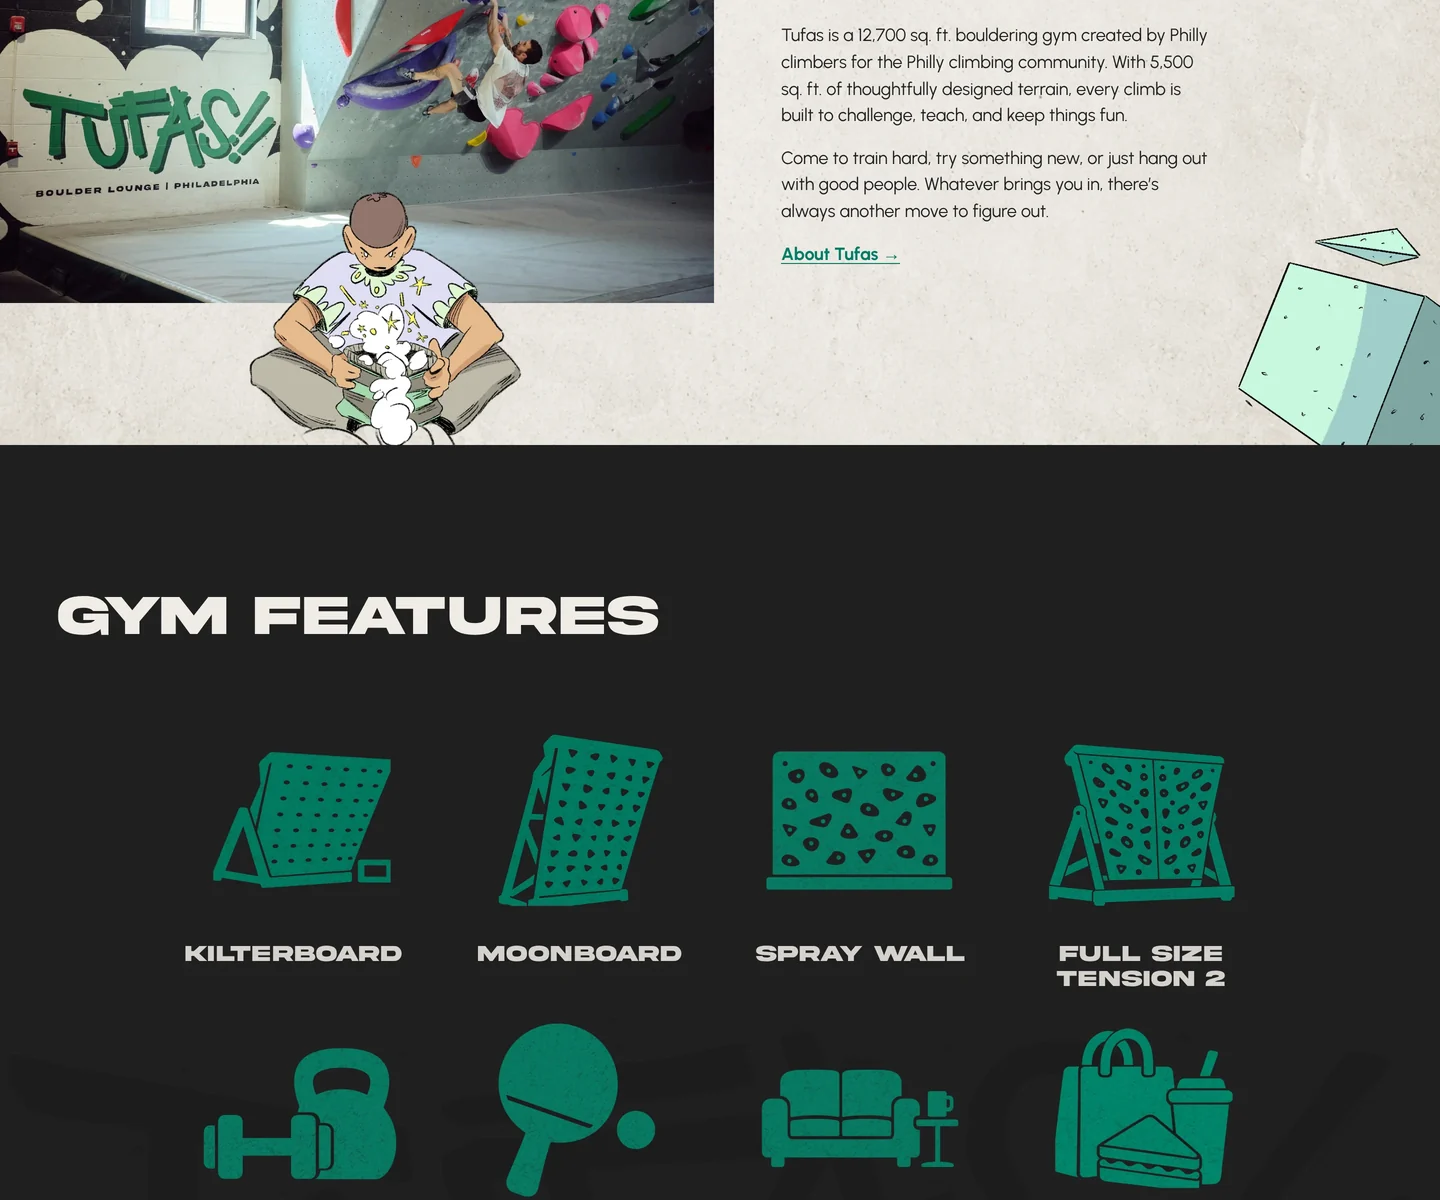 TUFAS!!
BOULDER LOUNGE | PHILADELPHIA
Tufas is a 12,700 sq. ft. bouldering gym created by Philly
climbers for the Philly climbing community. With 5,500
sq. ft. of thoughtfully designed terrain, every climb is
built to challenge, teach, and keep things fun.
Come to train hard, try something new, or just hang out
with good people. Whatever brings you in, there's
always another move to figure out.
About Tufas →
GYM FEATURES
KILTERBOARD
MOONBOARD
SPRAY WALL
FULL SIZE
TENSION 2